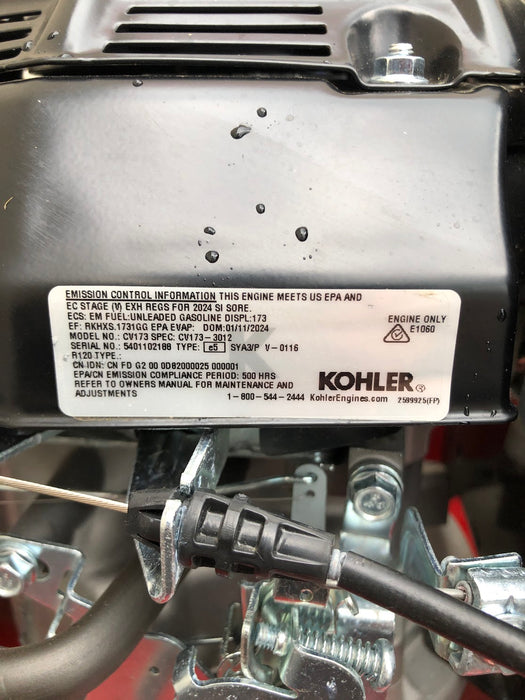 EMISSION CONTROL INFORMATION THIS ENGINE MEETS US EPA AND
EC STAGE (V) EXH REGS FOR 2024 SI SORE.
ECS: EM FUEL:UNLEADED GASOLINE DISPL:173
EF: RKHXS.1731GG EPA EVAP: DOM:01/11/2024
MODEL NO.: CV173 SPEC: CV173-3012
SERIAL NO.: 5401102188 TYPE: e5 SYA3/P V-0116
R120 TYPE.:
CN IDN: CN FD G2 00 0D82000025 000001
EPA/CN EMISSION COMPLIANCE PERIOD: 500 HRS
REFER TO OWNERS MANUAL FOR MAINTENANCE AND
ADJUSTMENTS
1-800-544-2444 KohlerEngines.com
ENGINE ONLY
E1060
KOHLER®
2599925(FP)